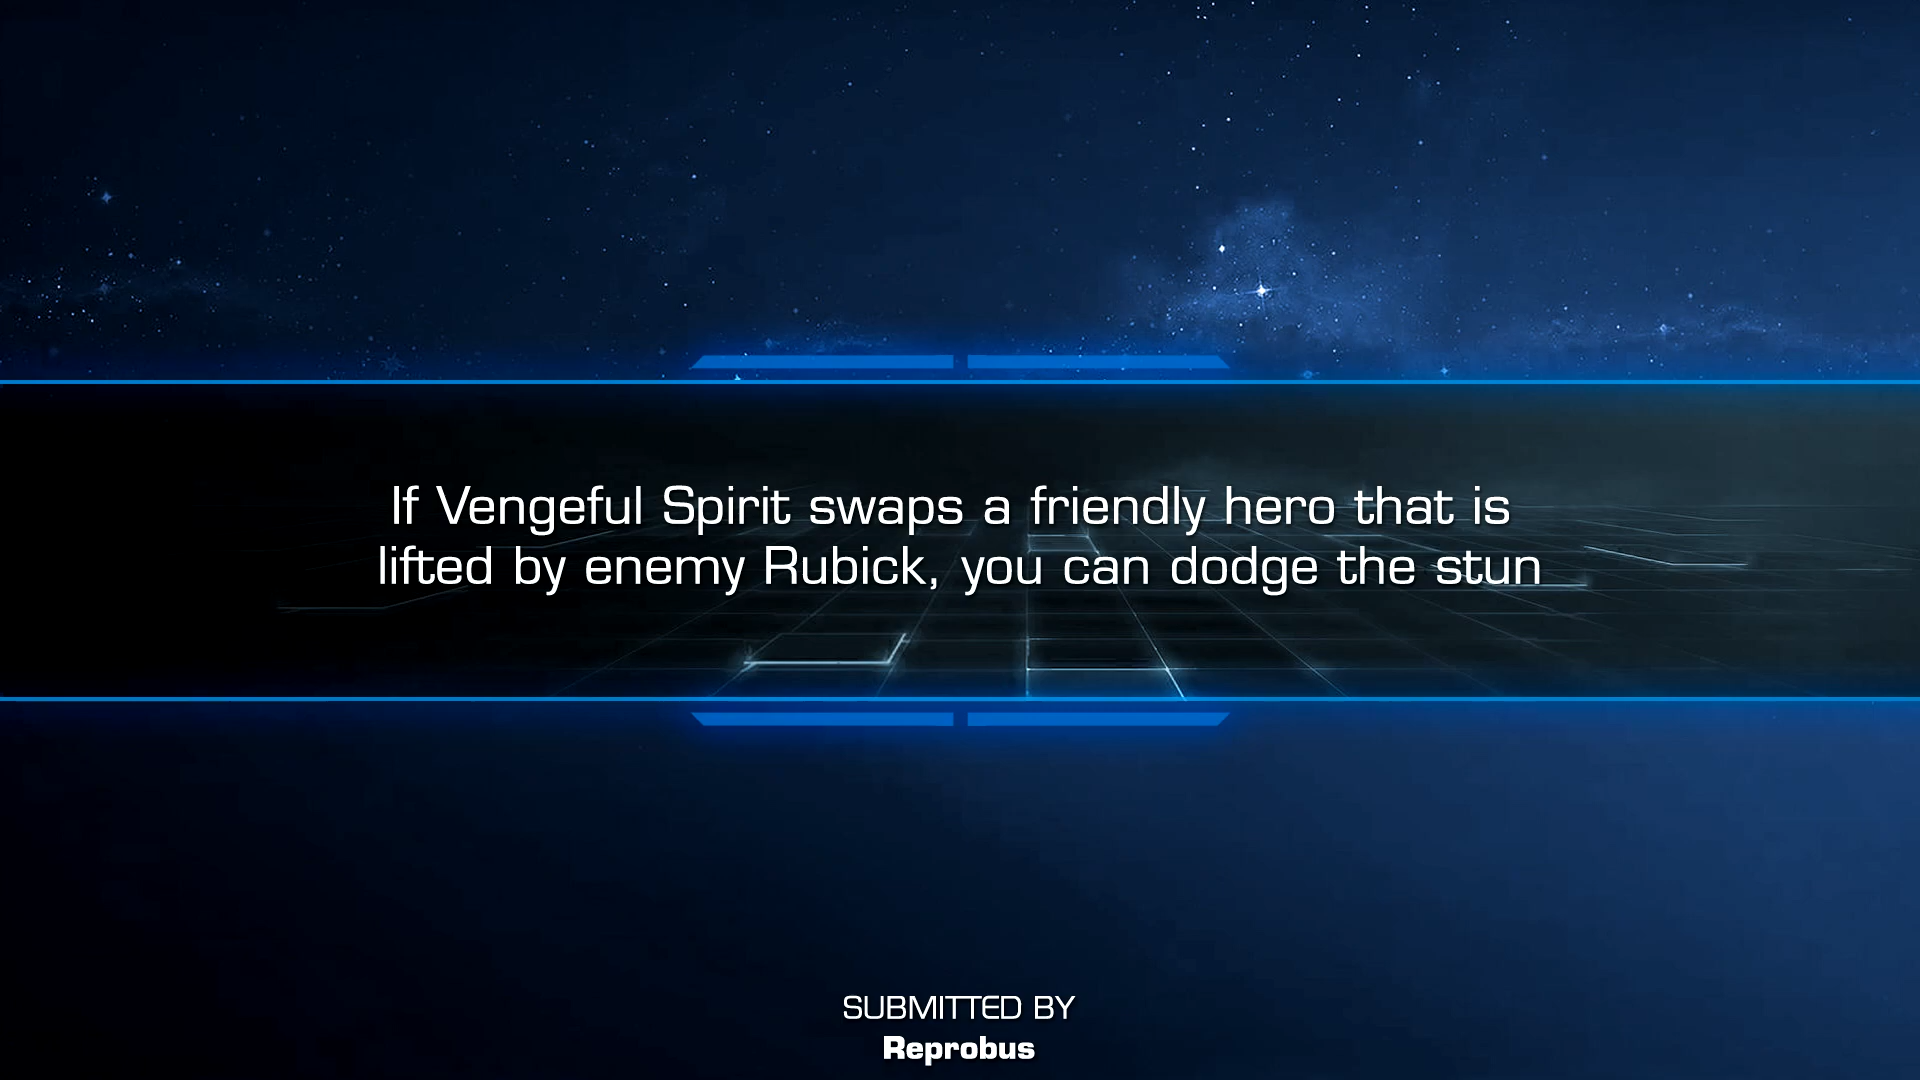 If Vengeful Spirit swaps a friendly hero that is
lifted by enemy Rubick, you can dodge the stun
SUBMITTED BY
Reprobus